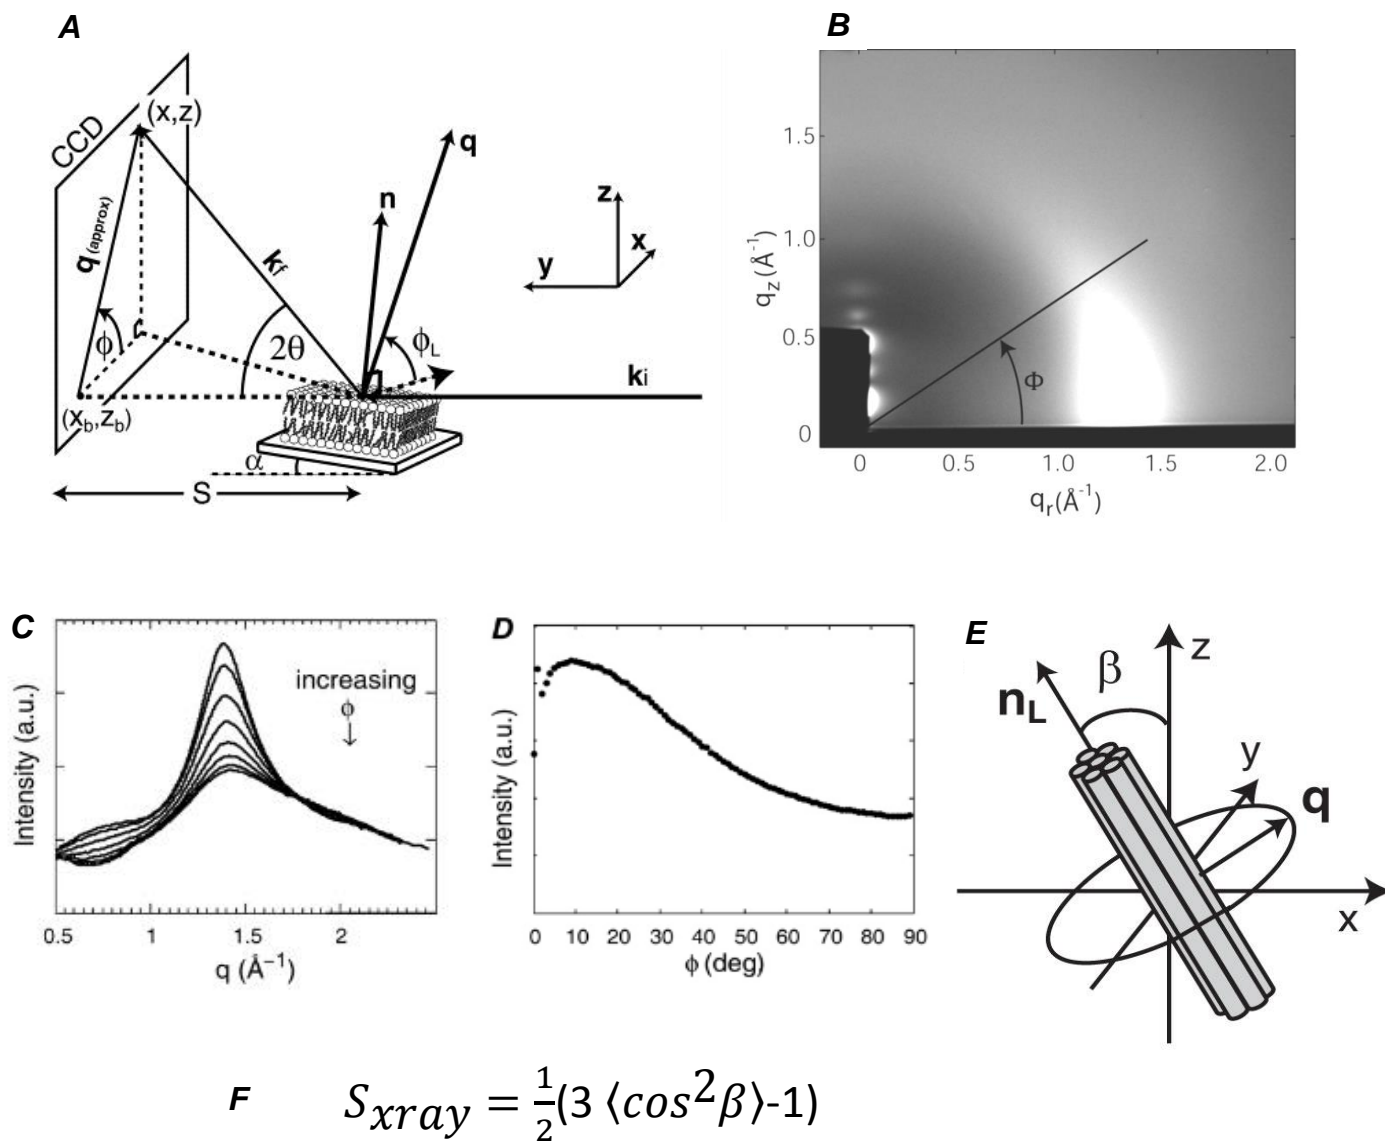 A
CCD
(x,z)
q(approx)
ϕ
(xb,zb)
kf
2θ
n
q
ϕL
ki
z
x
y
α
S
B
1.5
1.0
0.5
0
qz(Å-1)
Φ
0 0.5 1.0 1.5 2.0
qr(Å-1)
C
Intensity (a.u.)
increasing
ϕ
↓
0.5 1 1.5 2
q (Å−1)
D
Intensity (a.u.)
0 10 20 30 40 50 60 70 80 90
ϕ (deg)
E
nL
β
z
y
q
x
F Sxray = 1/2(3 ⟨cos2β⟩-1)